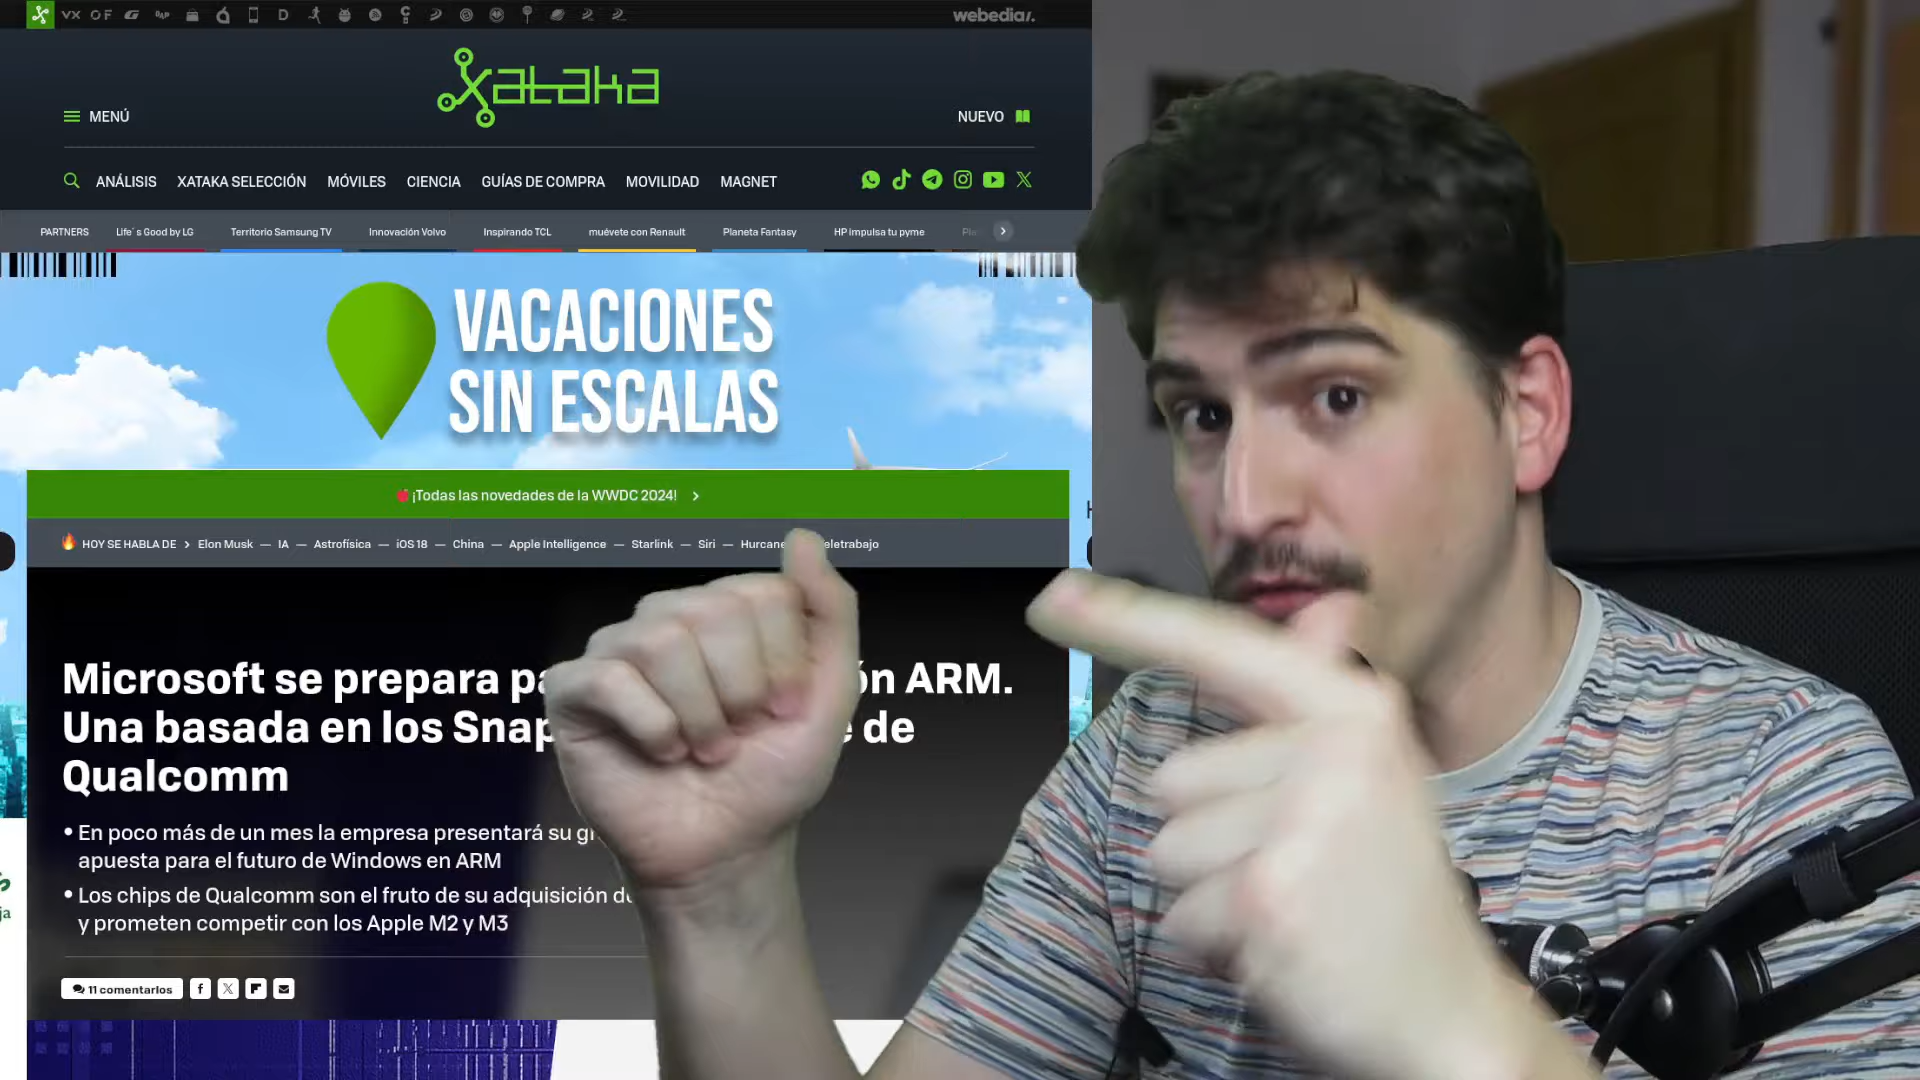 webedia/.
xataka
MENÚ
NUEVO
ANÁLISIS XATAKA SELECCIÓN MÓVILES CIENCIA GUÍAS DE COMPRA MOVILIDAD MAGNET
PARTNERS Life´s Good by LG Territorio Samsung TV Innovación Volvo Inspirando TCL muévete con Renault Planeta Fantasy HP impulsa tu pyme
VACACIONES
SIN ESCALAS
¡Todas las novedades de la WWDC 2024!
HOY SE HABLA DE Elon Musk — IA — Astrofísica — iOS 18 — China — Apple Intelligence — Starlink — Siri —
Microsoft se prepara ARM.
Una basada en los de
Qualcomm
• En poco más de un mes la empresa presentará su
apuesta para el futuro de Windows en ARM
• Los chips de Qualcomm son el fruto de su adquisición
y prometen competir con los Apple M2 y M3
11 comentarios